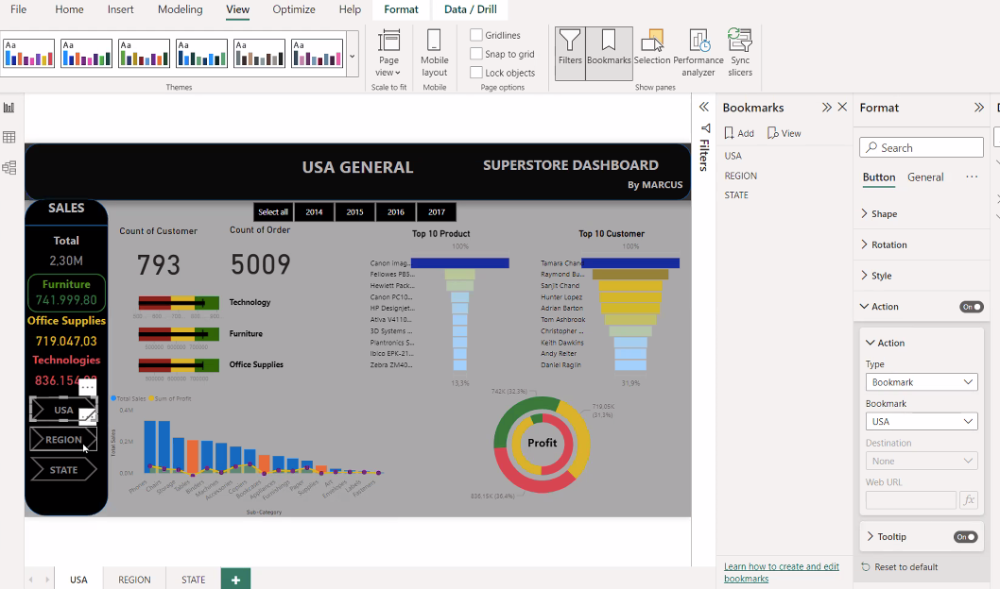 File Home Insert Modeling View Optimize Help Format Data / Drill
Aa Aa Aa Aa Aa Aa
Themes
Page view
Scale to fit
Mobile layout
Mobile
Gridlines
Snap to grid
Lock objects
Page options
Filters Bookmarks Selection Performance analyzer Sync slicers
Show panes
USA GENERAL
SUPERSTORE DASHBOARD
By MARCUS
SALES
Total
2,30M
Furniture
741.999,80
Office Supplies
719.047,03
Technologies
USA
REGION
STATE
Select all 2014 2015 2016 2017
Count of Customer
793
Count of Order
5009
Technology
Furniture
500000 600000 700000
Office Supplies
500000 600000 700000
Top 10 Product
100%
Canon imag...
Fellowes PB5...
Hewlett Pack...
Canon PC10...
HP Designjet...
Ativa V4110...
3D Systems ...
Plantronics S...
Ibico EPK-21...
Zebra ZM40...
13,3%
Top 10 Customer
100%
Tamara Chand
Raymond Bu...
Sanjit Chand
Hunter Lopez
Adrian Barton
Tom Ashbrook
Christopher ...
Keith Dawkins
Andy Reiter
Daniel Raglin
31,9%
Total Sales Sum of Profit
Total Sales
0.4M
0.2M
0.0M
Phones Chairs Storage Tables Binders Machines Accessories Copiers Bookcases Appliances Furnishings Paper Supplies Art Envelopes Labels Fasteners
Sub-Category
742K (32.3%)
719.05K
(31.3%)
Profit
836.15K (36.4%)
Filters
Bookmarks
Add View
USA
REGION
STATE
Learn how to create and edit
bookmarks
Format
Search
Button General ...
Shape
Rotation
Style
Action On
Action
Type
Bookmark
Bookmark
USA
Destination
None
Web URL
fx
Tooltip On
Reset to default
USA REGION STATE +